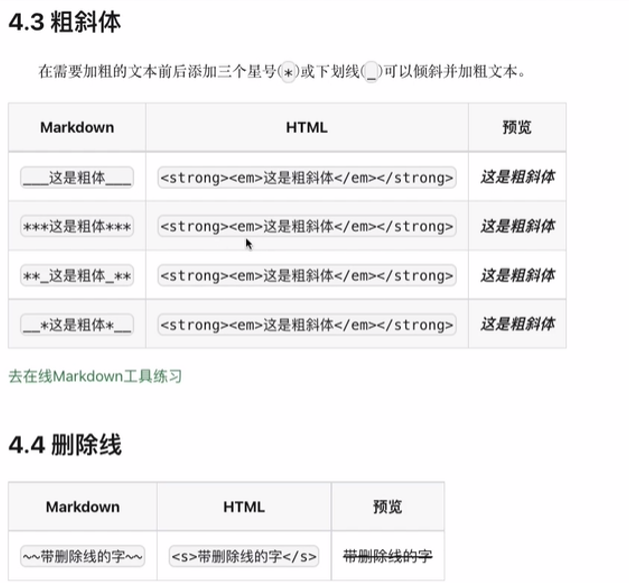 4.3 粗斜体
在需要加粗的文本前后添加三个星号(*)或下划线(_)可以倾斜并加粗文本。
Markdown HTML 预览
___这是粗体___ <strong><em>这是粗斜体</em></strong> 这是粗斜体
***这是粗体*** <strong><em>这是粗斜体</em></strong> 这是粗斜体
**_这是粗体_** <strong><em>这是粗斜体</em></strong> 这是粗斜体
__*这是粗体*__ <strong><em>这是粗斜体</em></strong> 这是粗斜体
去在线Markdown工具练习
4.4 删除线
Markdown HTML 预览
~~带删除线的字~~ <s>带删除线的字</s> 带删除线的字